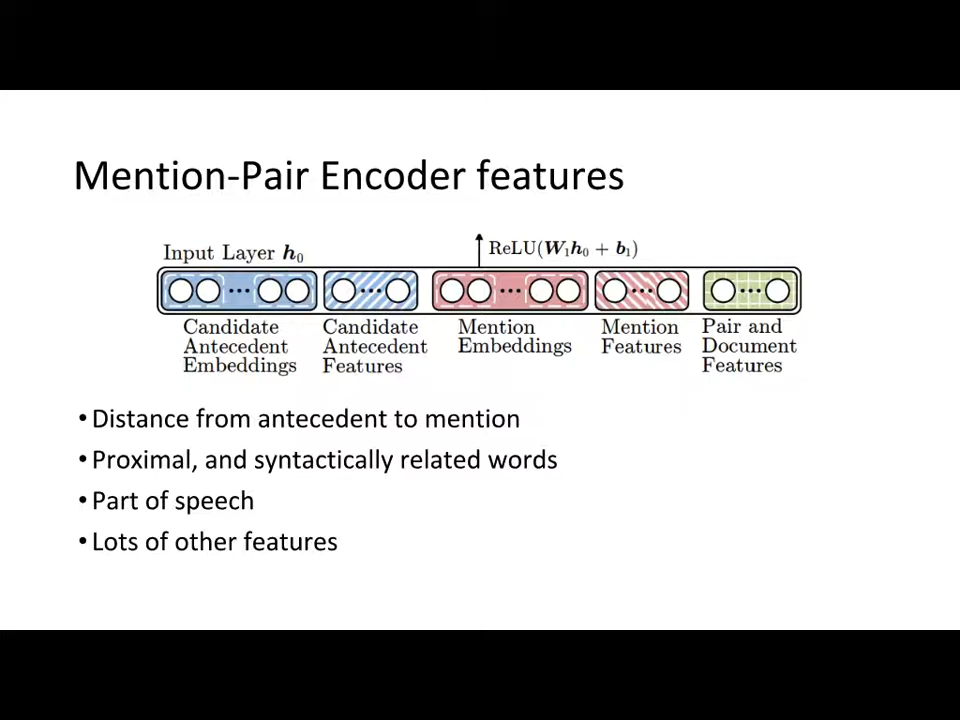 Mention-Pair Encoder features
Input Layer h₀
ReLU(W₁h₀ + b₁)
Candidate Antecedent Embeddings
Candidate Antecedent Features
Mention Embeddings
Mention Features
Pair and Document Features
• Distance from antecedent to mention
• Proximal, and syntactically related words
• Part of speech
• Lots of other features